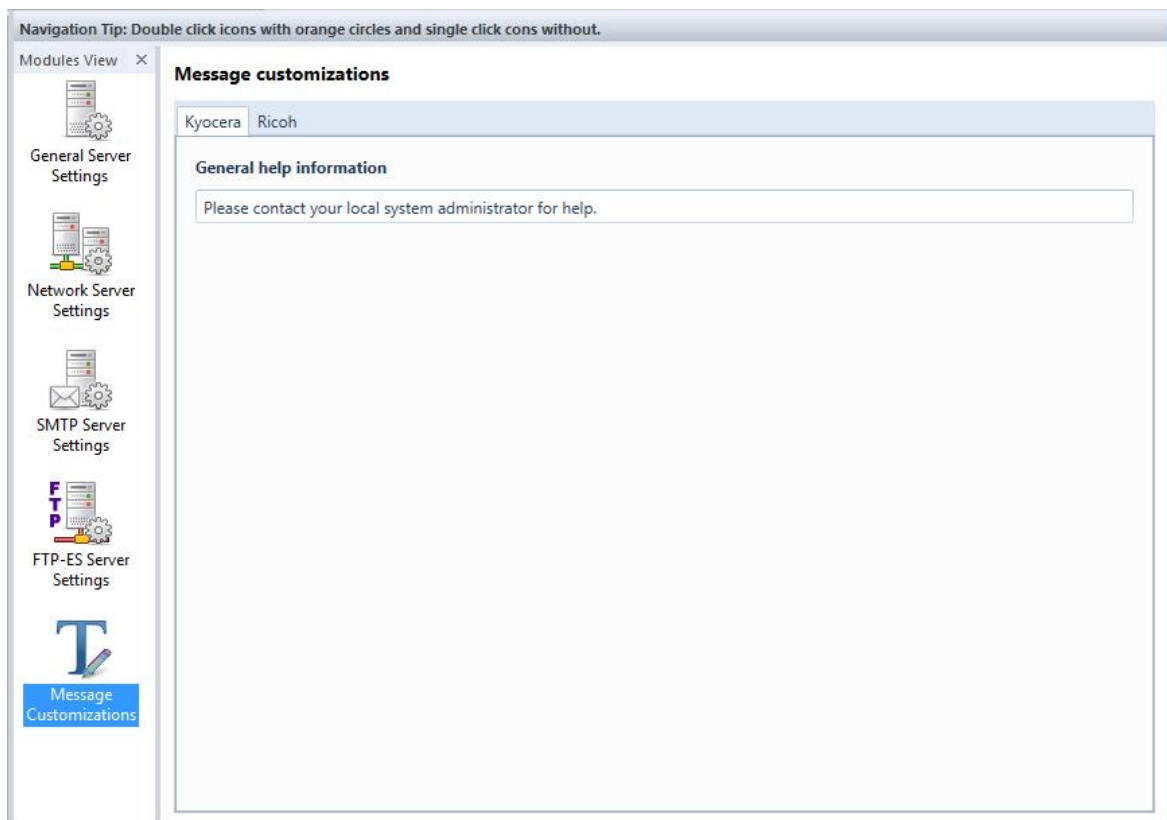 Navigation Tip: Double click icons with orange circles and single click cons without.
Modules View
Message customizations
Kyocera Ricoh
General help information
Please contact your local system administrator for help.
General Server
Settings
Network Server
Settings
SMTP Server
Settings
FTP
FTP-ES Server
Settings
T
Message
Customizations